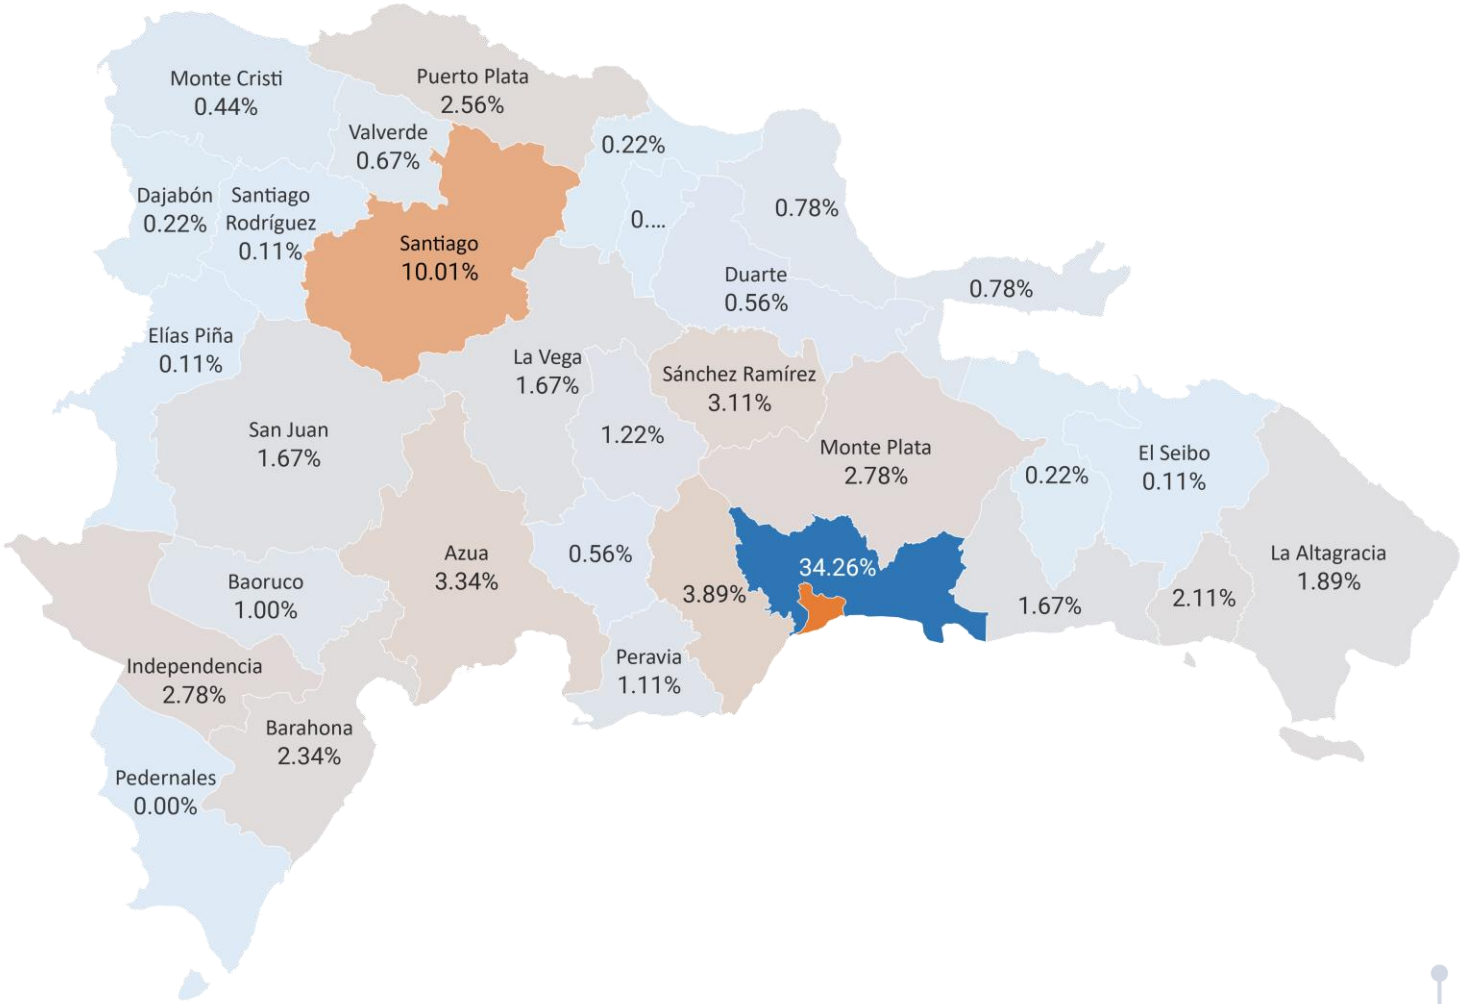 Monte Cristi
0.44%
Puerto Plata
2.56%
Valverde
0.67%
0.22%
Dajabón
0.22%
Santiago
Rodríguez
0.11%
Santiago
10.01%
0....
0.78%
Duarte
0.56%
0.78%
Elías Piña
0.11%
La Vega
1.67%
Sánchez Ramírez
3.11%
San Juan
1.67%
1.22%
Monte Plata
2.78%
0.22%
El Seibo
0.11%
Azua
3.34%
0.56%
34.26%
La Altagracia
1.89%
Baoruco
1.00%
3.89%
1.67%
2.11%
Independencia
2.78%
Peravia
1.11%
Barahona
2.34%
Pedernales
0.00%